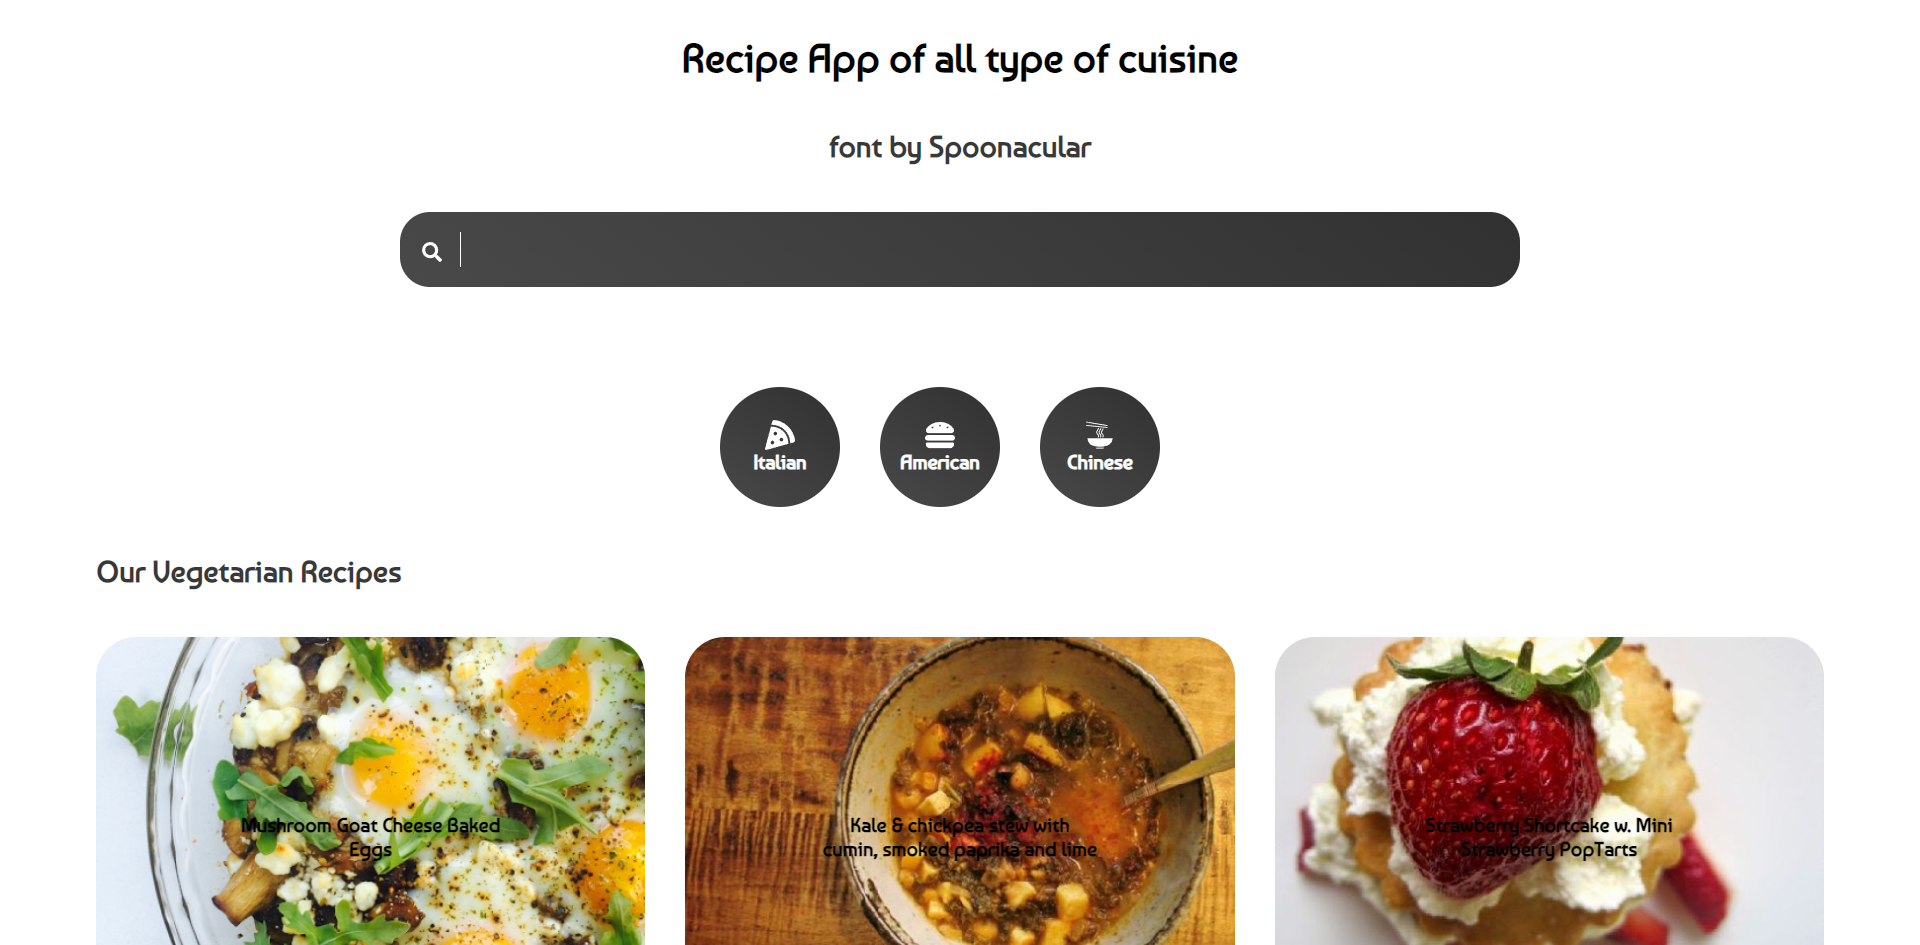 Recipe App of all type of cuisine
font by Spoonacular
Italian
American
Chinese
Our Vegetarian Recipes
Mushroom Goat Cheese Baked
Eggs
Kale & chickpea stew with
cumin, smoked paprika and lime
Strawberry Shortcake w. Mini
Strawberry PopTarts